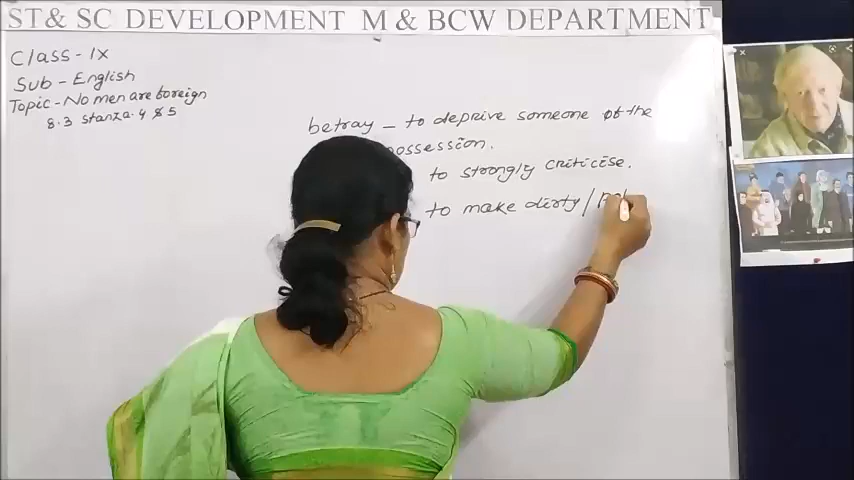 ST& SC DEVELOPMENT M & BCW DEPARTMENT
Class - IX
Sub - English
Topic - No men are foreign
8.3 stanza.4 & 5
betray - to deprive someone of the
possession.
to strongly criticise.
to make dirty /